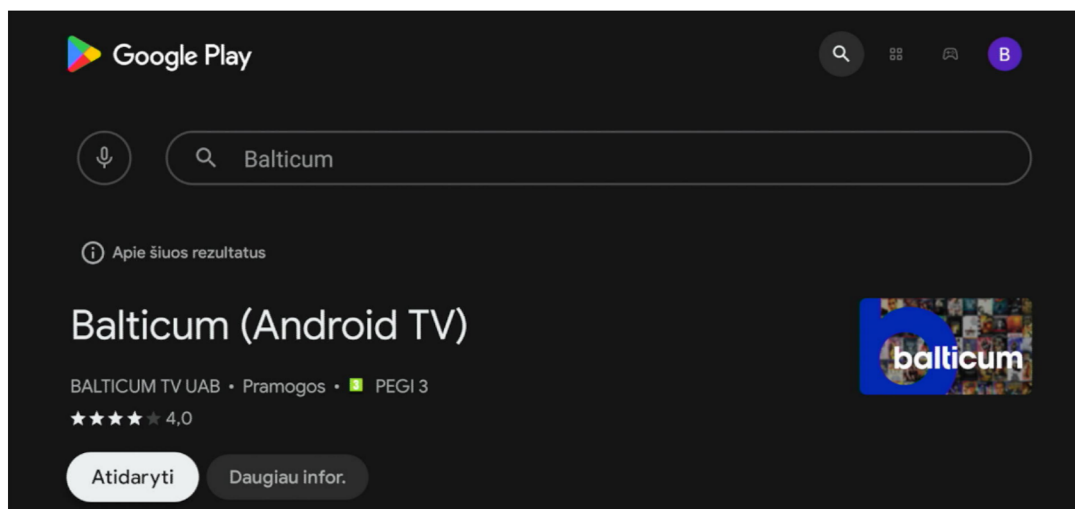 Google Play
B
Balticum
Apie šiuos rezultatus
Balticum (Android TV)
balticum
BALTICUM TV UAB • Pramogos • 3 PEGI 3
4,0
Atidaryti
Daugiau infor.